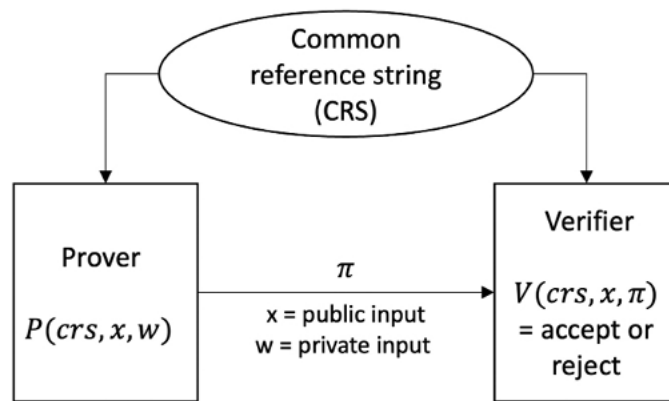 Common
reference string
(CRS)
Prover
P(crs, x, w)
π
x = public input
w = private input
Verifier
V(crs, x, π)
= accept or
reject